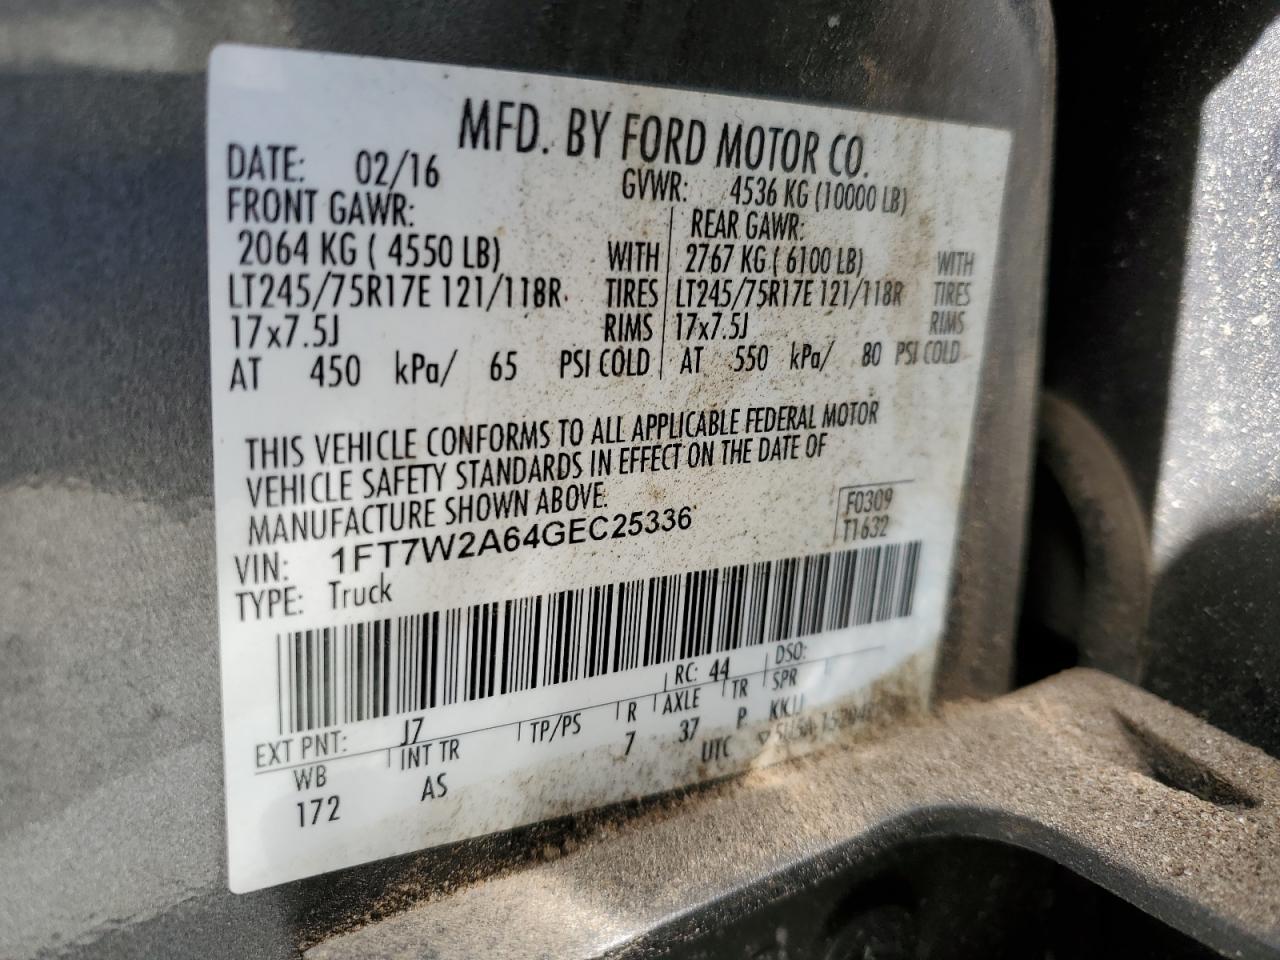 MFD. BY FORD MOTOR CO.
DATE: 02/16 GVWR: 4536 KG (10000 LB)
FRONT GAWR: REAR GAWR:
2064 KG ( 4550 LB) WITH 2767 KG ( 6100 LB) WITH
LT245/75R17E 121/118R TIRES LT245/75R17E 121/118R TIRES
17x7.5J RIMS 17x7.5J RIMS
AT 450 kPa/ 65 PSI COLD AT 550 kPa/ 80 PSI COLD
THIS VEHICLE CONFORMS TO ALL APPLICABLE FEDERAL MOTOR
VEHICLE SAFETY STANDARDS IN EFFECT ON THE DATE OF
MANUFACTURE SHOWN ABOVE.
F0309
T1632
VIN: 1FT7W2A64GEC25336
TYPE: Truck
EXT PNT: J7 RC: 44 DSO:
WB INT TR TP/PS R AXLE TR SPR
172 AS 7 37 P
UTC